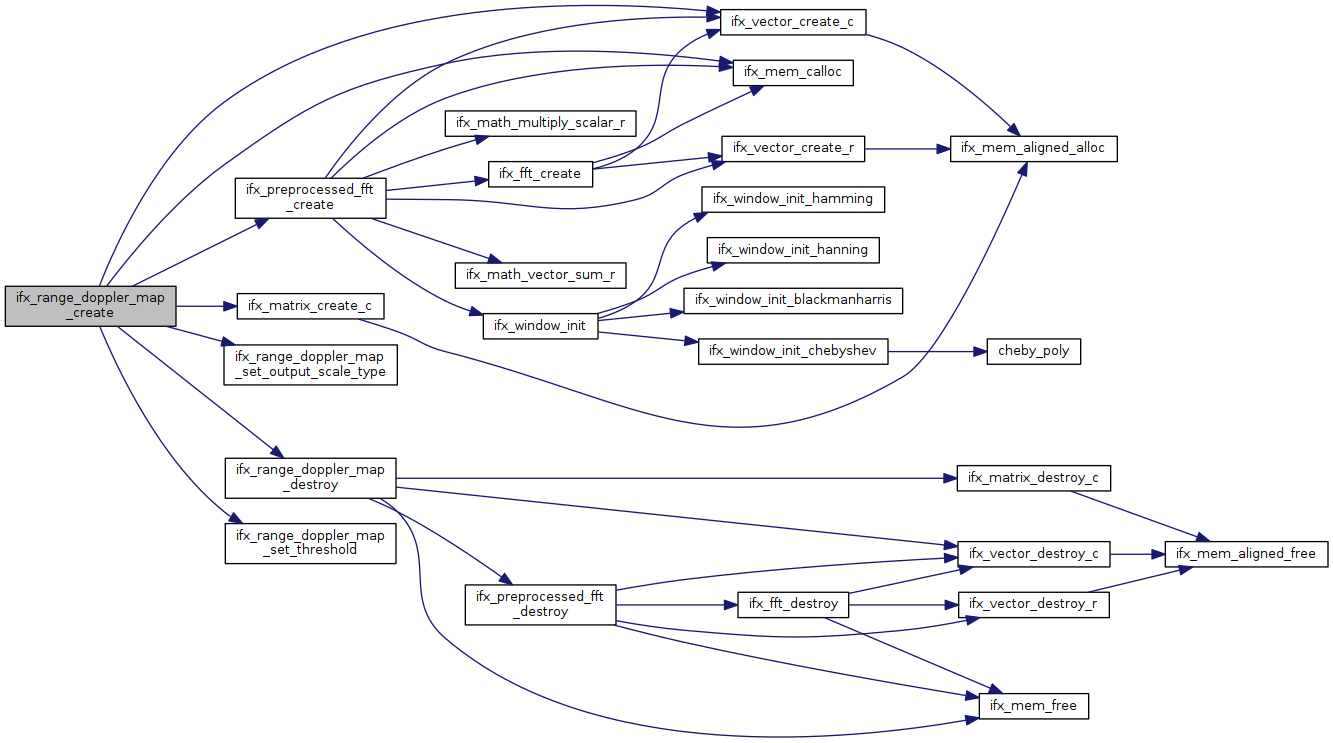 ifx_vector_create_c
ifx_mem_calloc
ifx_math_multiply_scalar_r
ifx_vector_create_r
ifx_mem_aligned_alloc
ifx_fft_create
ifx_preprocessed_fft
_create
ifx_window_init_hamming
ifx_window_init_hanning
ifx_math_vector_sum_r
ifx_range_doppler_map
_create
ifx_matrix_create_c
ifx_window_init_blackmanharris
ifx_window_init
ifx_window_init_chebyshev
cheby_poly
ifx_range_doppler_map
_set_output_scale_type
ifx_range_doppler_map
_destroy
ifx_matrix_destroy_c
ifx_range_doppler_map
_set_threshold
ifx_vector_destroy_c
ifx_mem_aligned_free
ifx_preprocessed_fft
_destroy
ifx_fft_destroy
ifx_vector_destroy_r
ifx_mem_free